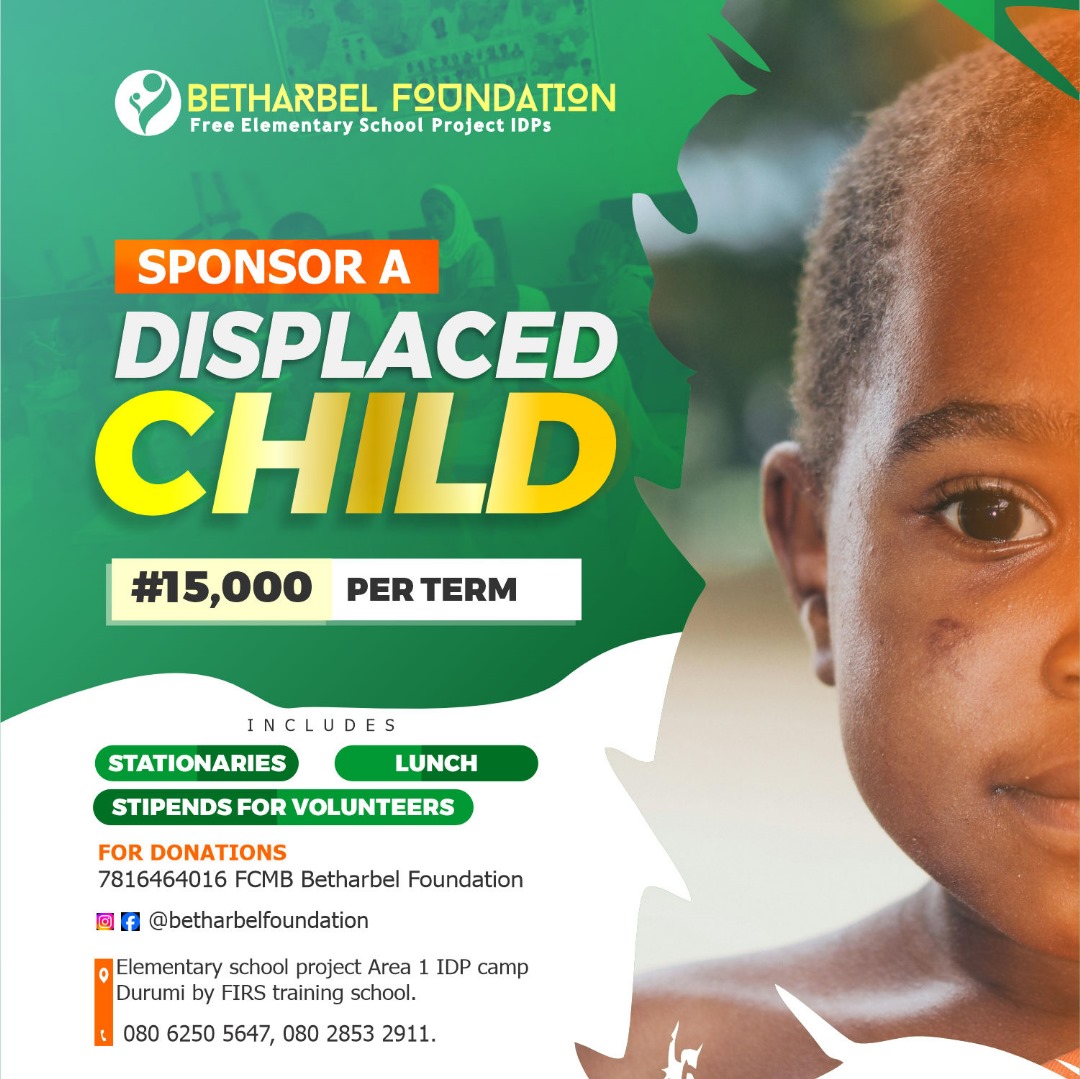 BETHARBEL FOUNDATION
Free Elementary School Project IDPs
SPONSOR A
DISPLACED
CHILD
#15,000 PER TERM
INCLUDES
STATIONARIES LUNCH
STIPENDS FOR VOLUNTEERS
FOR DONATIONS
7816464016 FCMB Betharbel Foundation
@betharbelfoundation
Elementary school project Area 1 IDP camp
Durumi by FIRS training school.
080 6250 5647, 080 2853 2911.